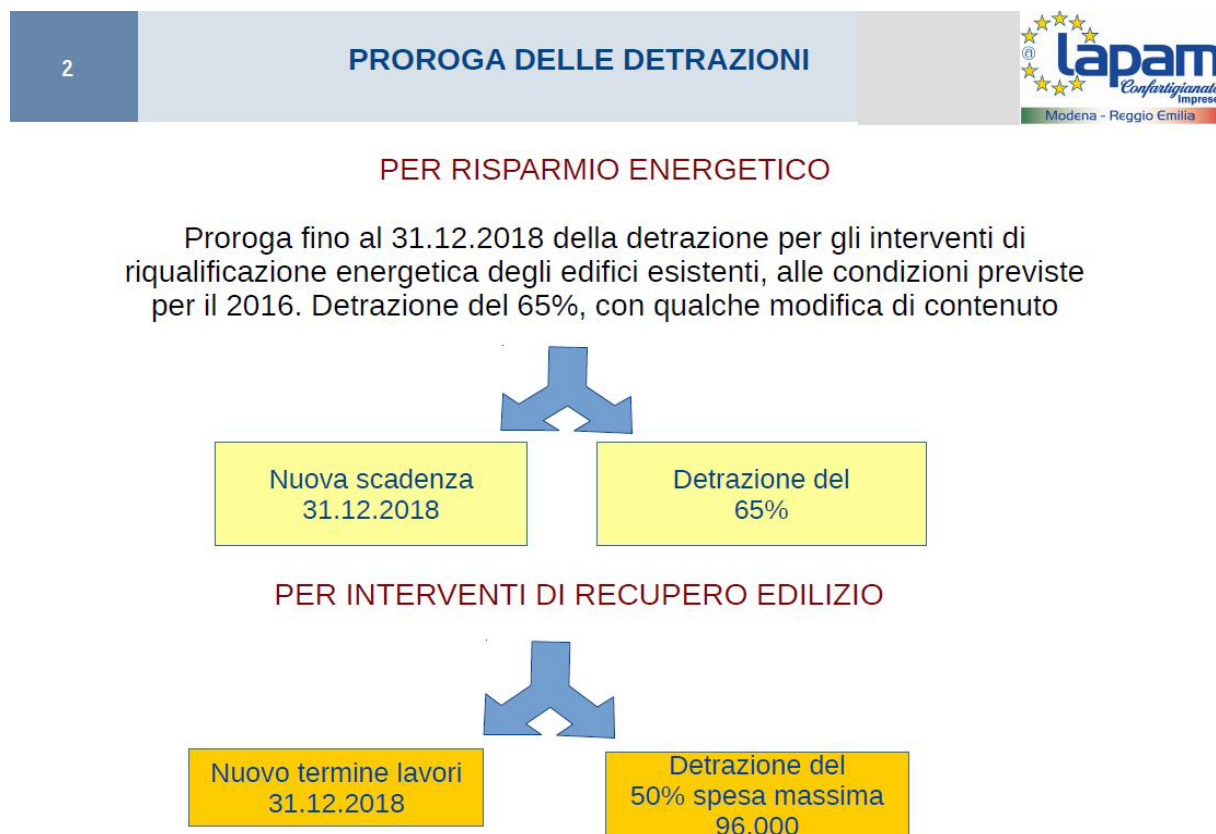 2
PROROGA DELLE DETRAZIONI
@
lapam
Confartigianato
Imprese
Modena - Reggio Emilia
PER RISPARMIO ENERGETICO
Proroga fino al 31.12.2018 della detrazione per gli interventi di
riqualificazione energetica degli edifici esistenti, alle condizioni previste
per il 2016. Detrazione del 65%, con qualche modifica di contenuto
Nuova scadenza
31.12.2018
Detrazione del
65%
PER INTERVENTI DI RECUPERO EDILIZIO
Nuovo termine lavori
31.12.2018
Detrazione del
50% spesa massima
96.000